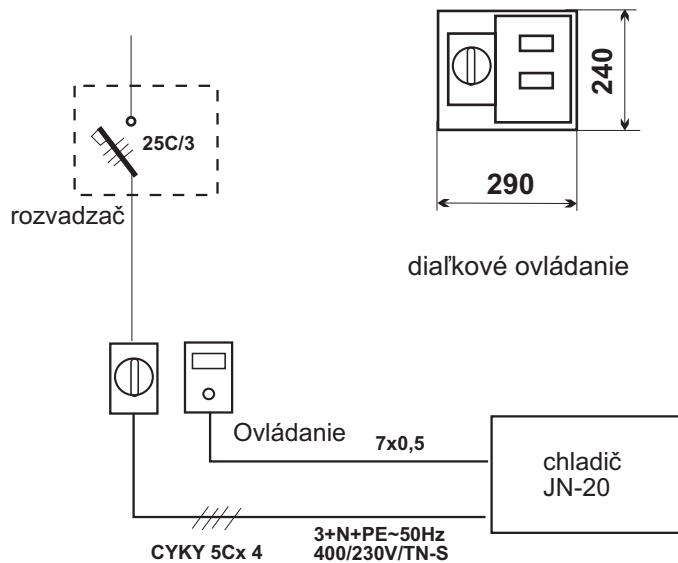 25C/3
rozvadzač
240
290
diaľkové ovládanie
Ovládanie
7x0,5
chladič
JN-20
CYKY 5Cx 4
3+N+PE~50Hz
400/230V/TN-S